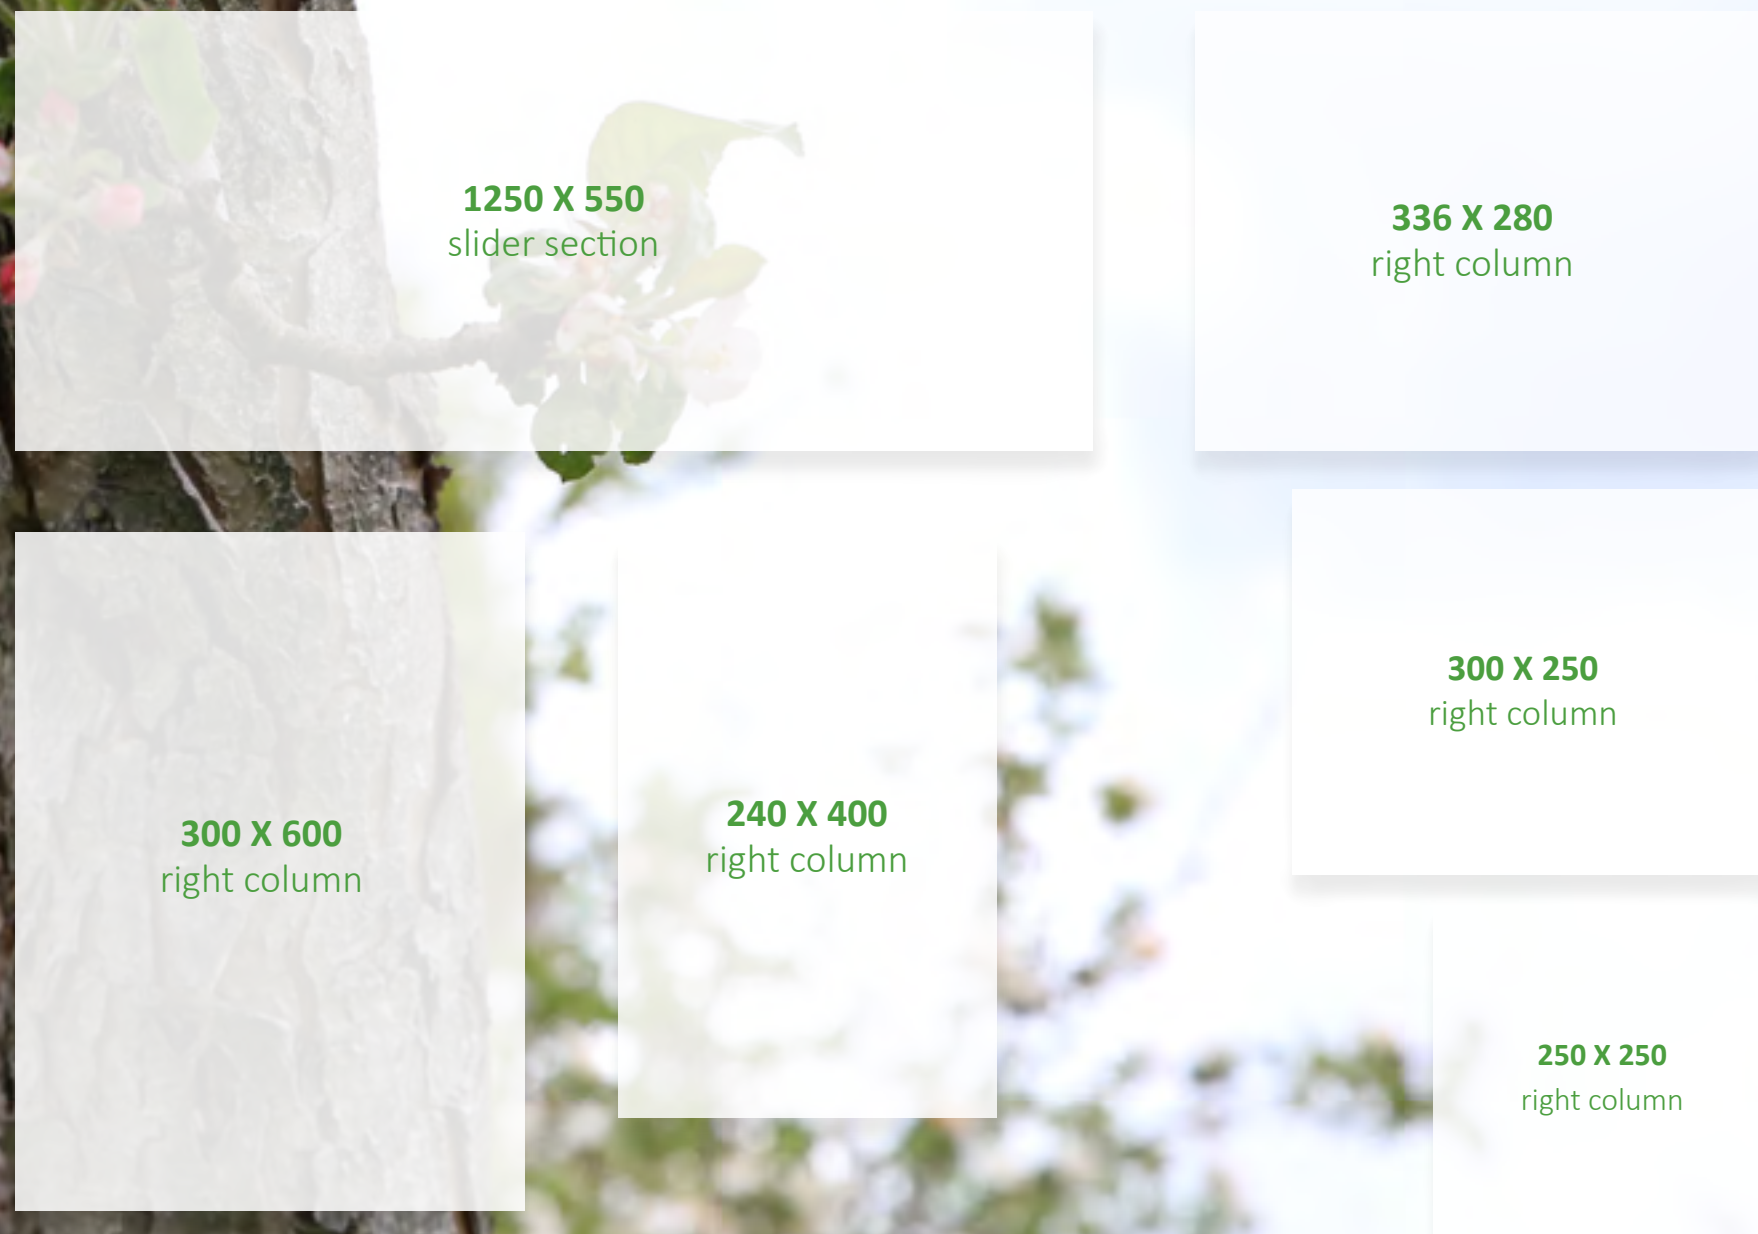 1250 X 550
slider section
336 X 280
right column
300 X 250
right column
300 X 600
right column
240 X 400
right column
250 X 250
right column